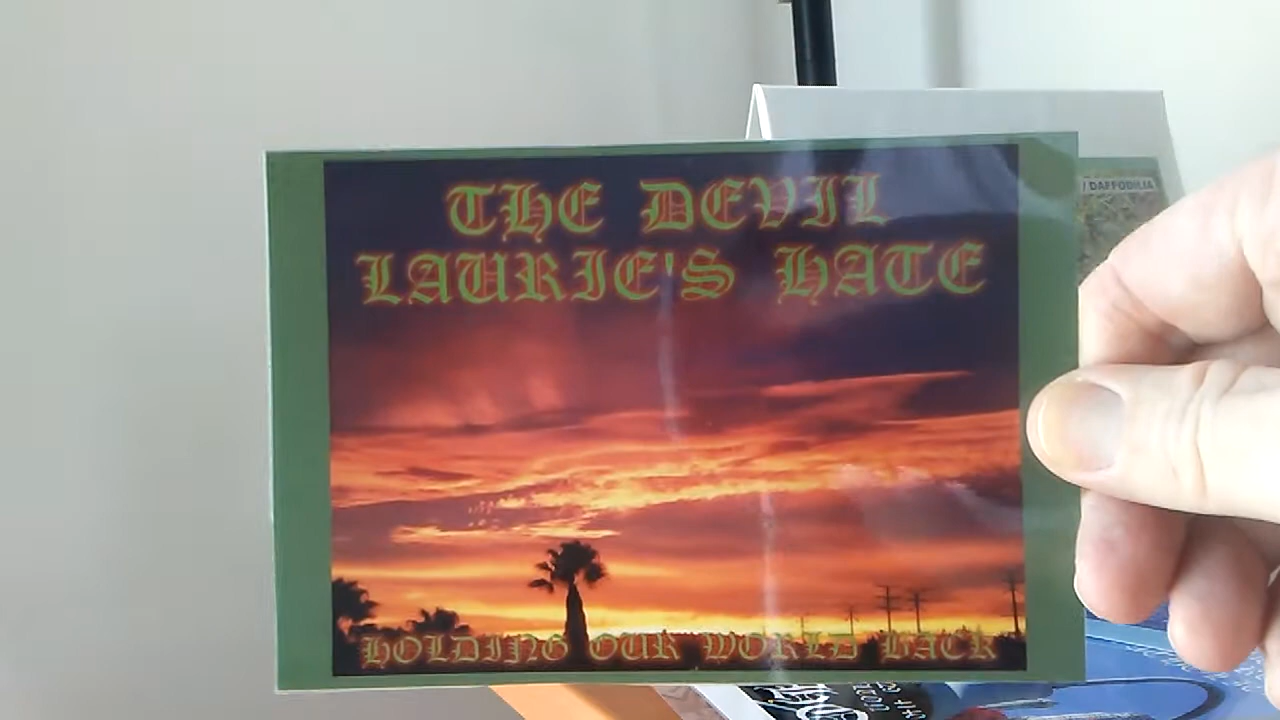 THE DEVIL
LAURIE'S HATE
HOLDING OUR WORLD BACK
/ DAFFODILIA